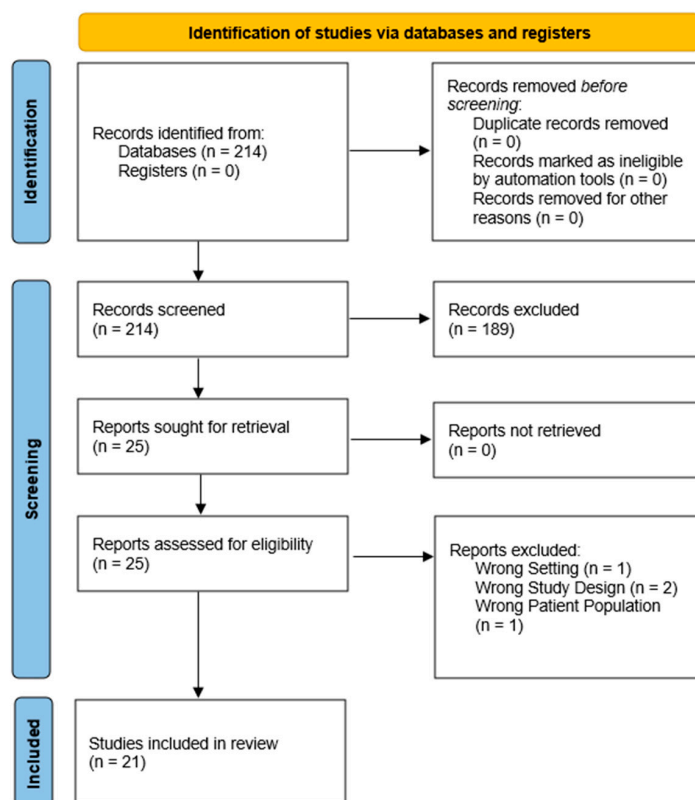 Identification of studies via databases and registers
Identification
Records identified from:
Databases (n = 214)
Registers (n = 0)
Records removed before
screening:
Duplicate records removed
(n = 0)
Records marked as ineligible
by automation tools (n = 0)
Records removed for other
reasons (n = 0)
Screening
Records screened
(n = 214)
Records excluded
(n = 189)
Reports sought for retrieval
(n = 25)
Reports not retrieved
(n = 0)
Reports assessed for eligibility
(n = 25)
Reports excluded:
Wrong Setting (n = 1)
Wrong Study Design (n = 2)
Wrong Patient Population
(n = 1)
Included
Studies included in review
(n = 21)